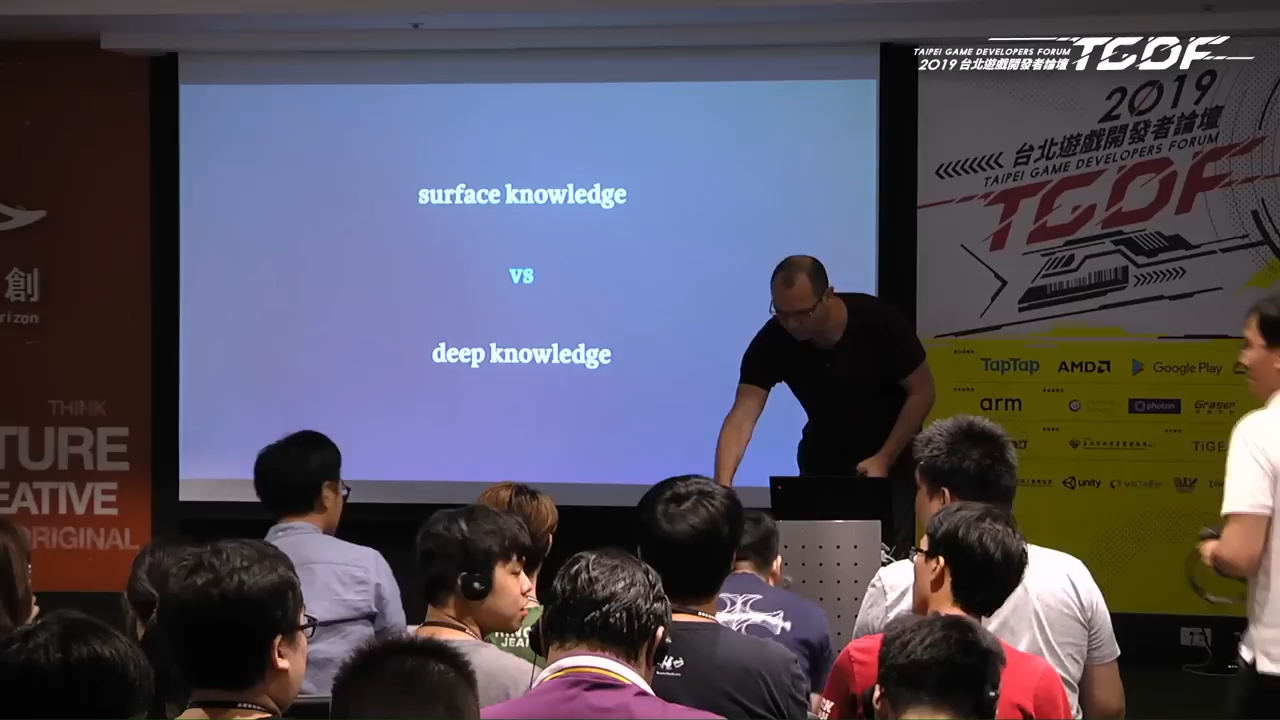 TAIPEI GAME DEVELOPERS FORUM
2019 台北遊戲開發者論壇
TGDF
surface knowledge
vs
deep knowledge
2019
台北遊戲開發者論壇
TAIPEI GAME DEVELOPERS FORUM
TGDF
TapTap
AMD
Google Play
arm
photon
Graser
TiGE
unity
創
rizon
THINK
TURE
EATIVE
ORIGINAL
JEA